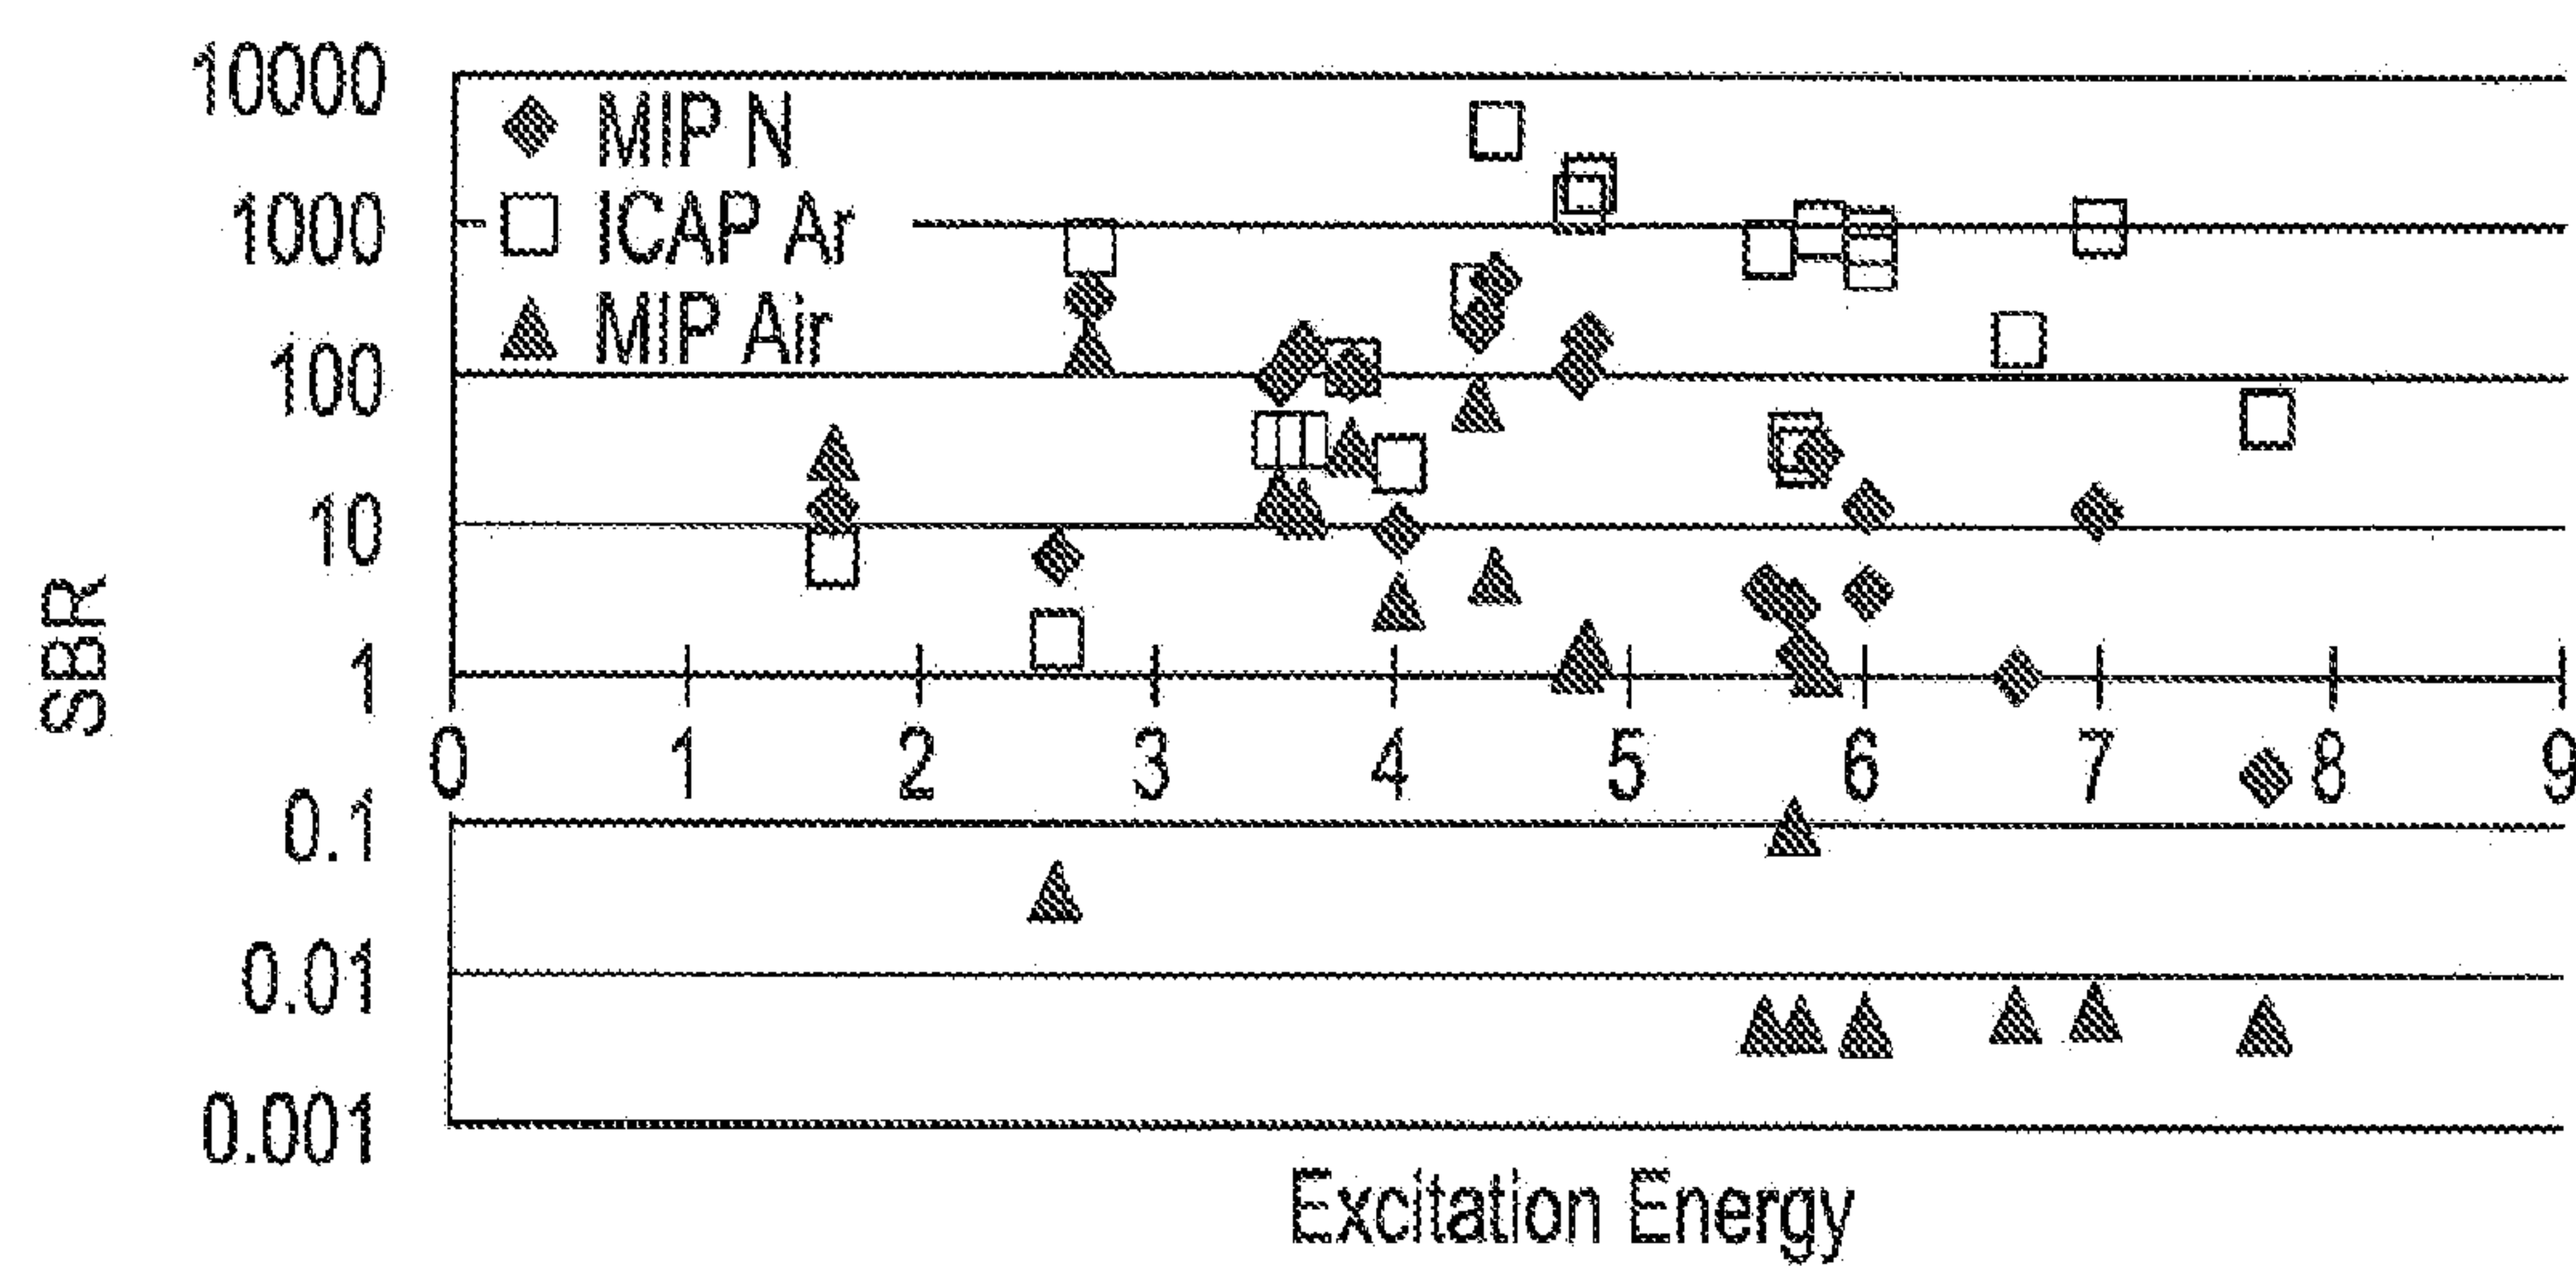 10000
MIP N
1000
ICAP Ar
MIP Air
100
10
SBR
1
0 1 2 3 4 5 6 7 8 9
0.1
0.01
0.001
Excitation Energy